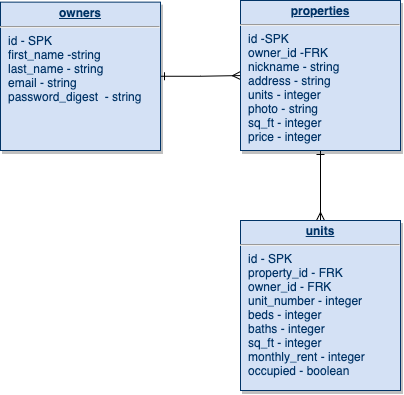 owners
id - SPK
first_name -string
last_name - string
email - string
password_digest - string
properties
id -SPK
owner_id -FRK
nickname - string
address - string
units - integer
photo - string
sq_ft - integer
price - integer
units
id - SPK
property_id - FRK
owner_id - FRK
unit_number - integer
beds - integer
baths - integer
sq_ft - integer
monthly_rent - integer
occupied - boolean